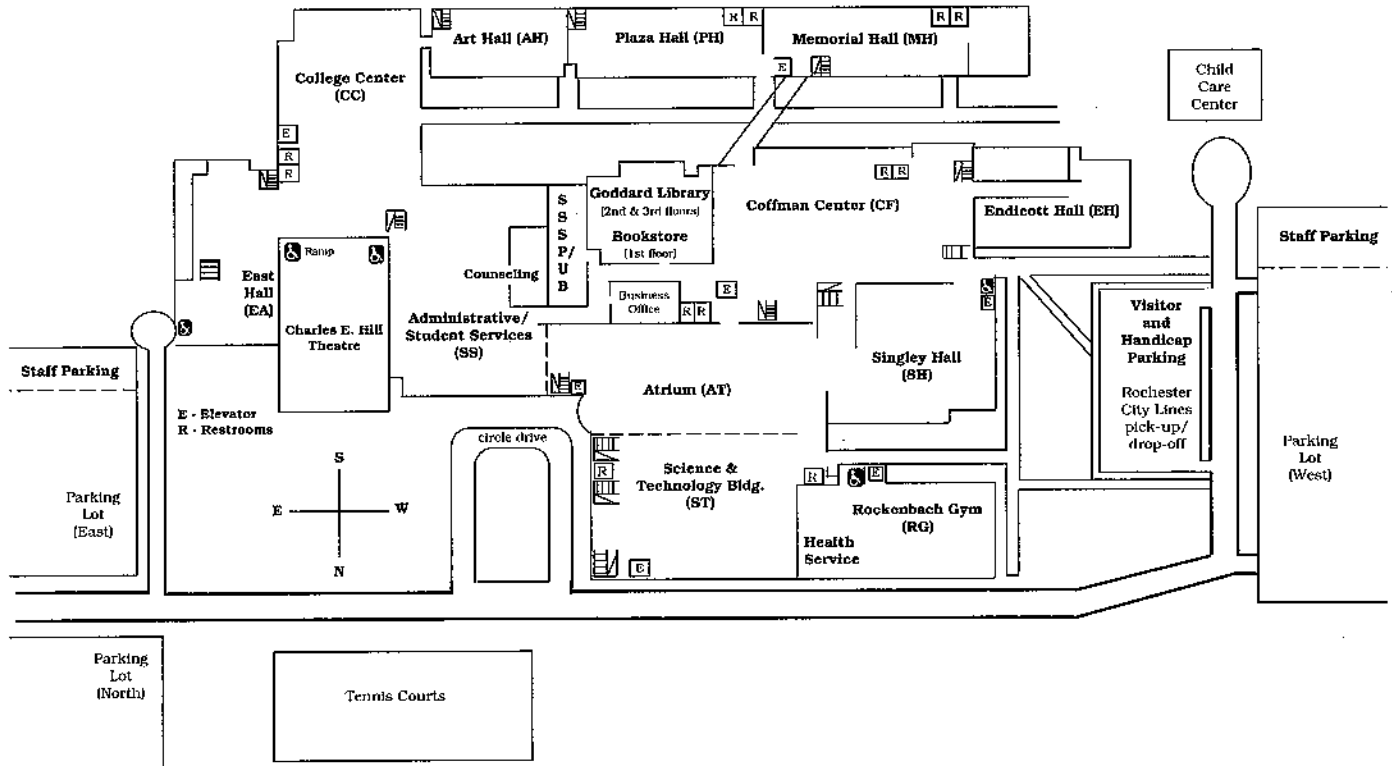 Art Hall (AH)
Plaza Hall (PH)
R R
Memorial Hall (MH)
R R
E
College Center
(CC)
Child
Care
Center
E
R
R
S
S
S
P/
U
B
Goddard Library
(2nd & 3rd floors)
Bookstore
(1st floor)
R R
Coffman Center (CF)
Endicott Hall (EH)
Staff Parking
Ramp
East
Hall
(EA)
Charles E. Hill
Theatre
Counseling
Administrative/
Student Services
(SS)
Business
Office
R R
E
E
Singley Hall
(SH)
Visitor
and
Handicap
Parking
Rochester
City Lines
pick-up/
drop-off
Parking
Lot
(West)
Staff Parking
Parking
Lot
(East)
E - Elevator
R - Restrooms
S
E W
N
E
Atrium (AT)
circle drive
R
Science &
Technology Bldg.
(ST)
E
R
E
Rockenbach Gym
(RG)
Health
Service
Parking
Lot
(North)
Tennis Courts